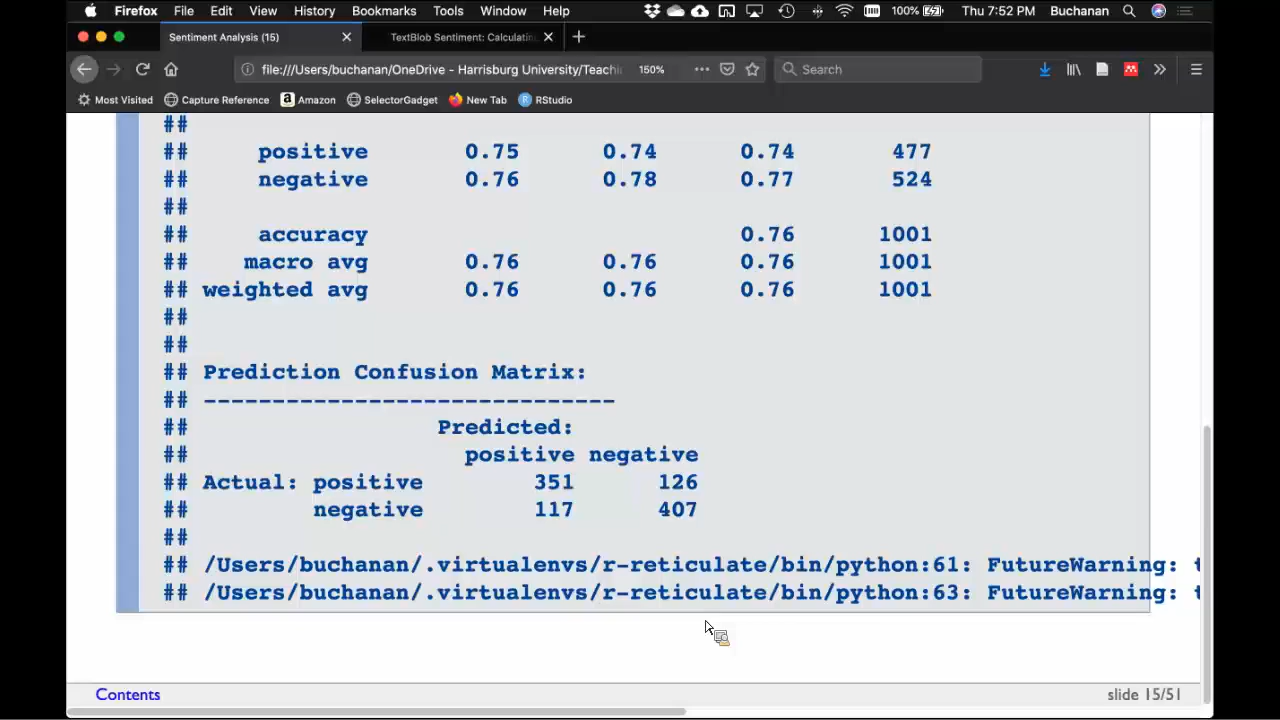 Firefox File Edit View History Bookmarks Tools Window Help 100% Thu 7:52 PM Buchanan
Sentiment Analysis (15) TextBlob Sentiment: Calculatin
file:///Users/buchanan/OneDrive - Harrisburg University/Teachi 150% Search
Most Visited Capture Reference Amazon SelectorGadget New Tab RStudio
##
## positive 0.75 0.74 0.74 477
## negative 0.76 0.78 0.77 524
##
## accuracy 0.76 1001
## macro avg 0.76 0.76 0.76 1001
## weighted avg 0.76 0.76 0.76 1001
##
##
## Prediction Confusion Matrix:
## ------------------------------
## Predicted:
## positive negative
## Actual: positive 351 126
## negative 117 407
##
## /Users/buchanan/.virtualenvs/r-reticulate/bin/python:61: FutureWarning: t
## /Users/buchanan/.virtualenvs/r-reticulate/bin/python:63: FutureWarning: t
Contents slide 15/51